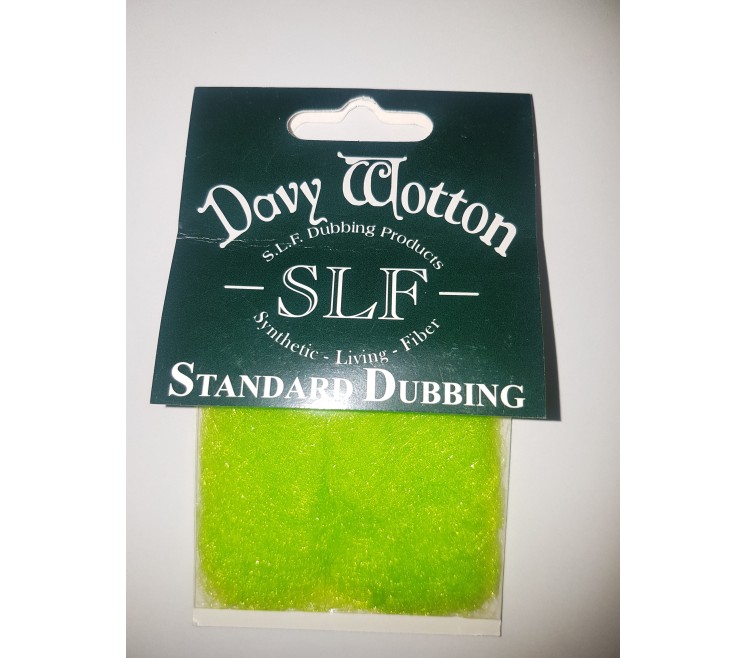 Davy Wotton
S.L.F. Dubbing Products
- SLF -
Synthetic - Living - Fiber
STANDARD DUBBING